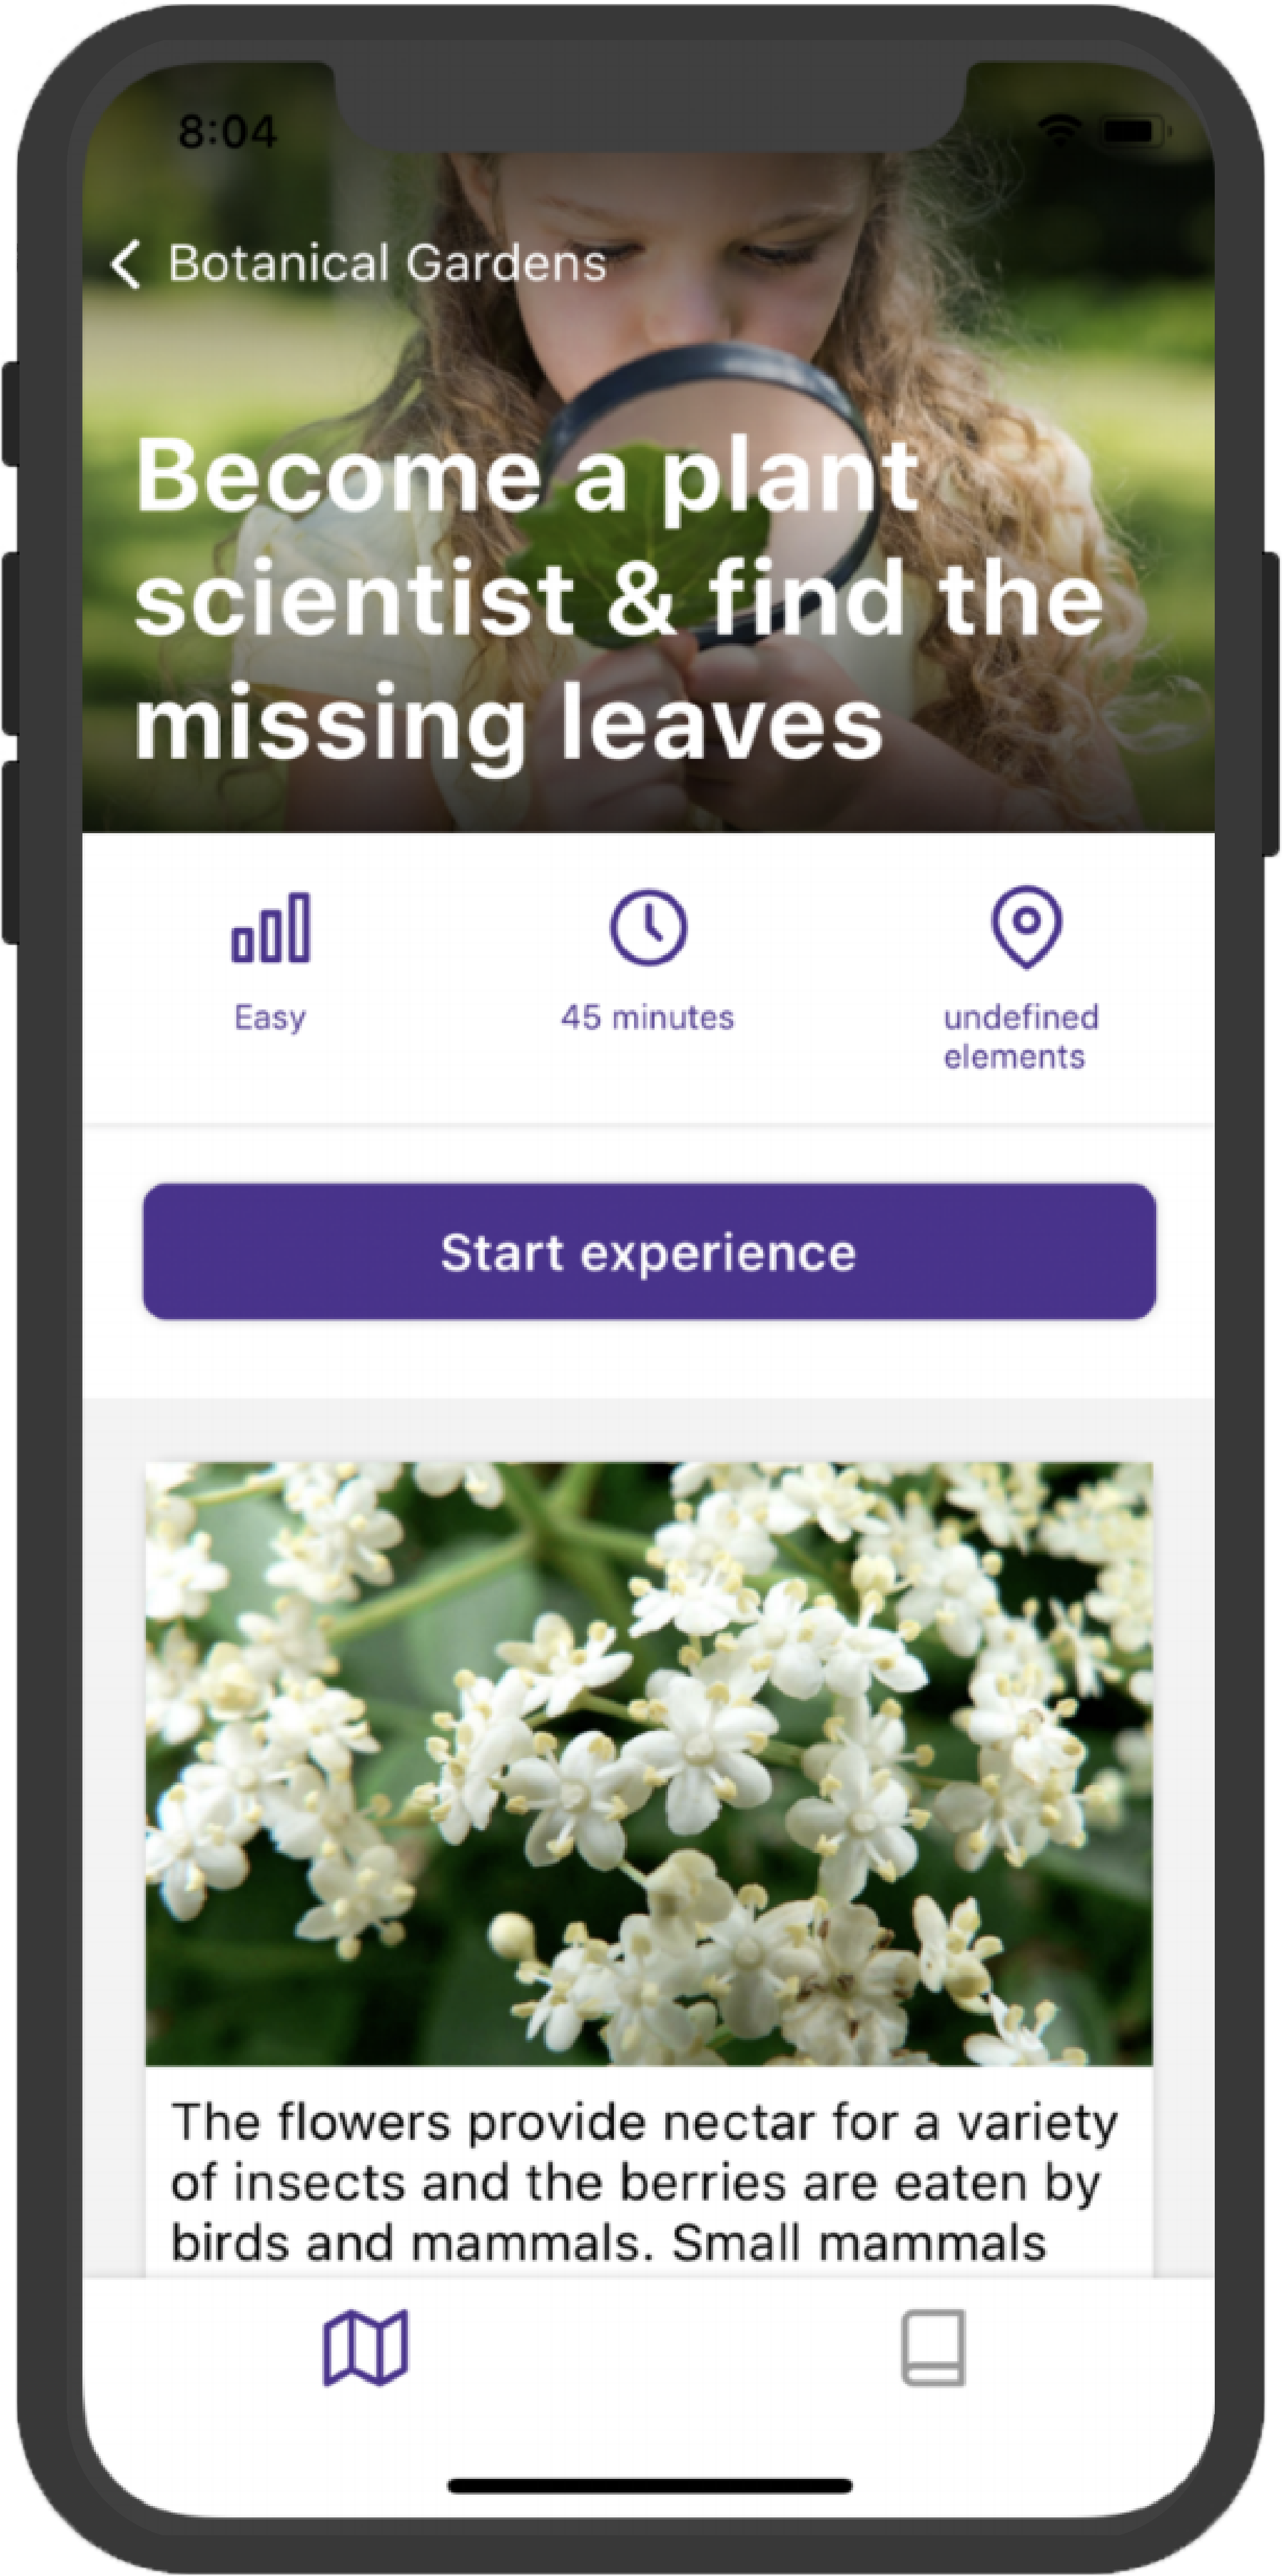 8:04
Botanical Gardens
Become a plant
scientist & find the
missing leaves
Easy
45 minutes
undefined
elements
Start experience
The flowers provide nectar for a variety
of insects and the berries are eaten by
birds and mammals. Small mammals